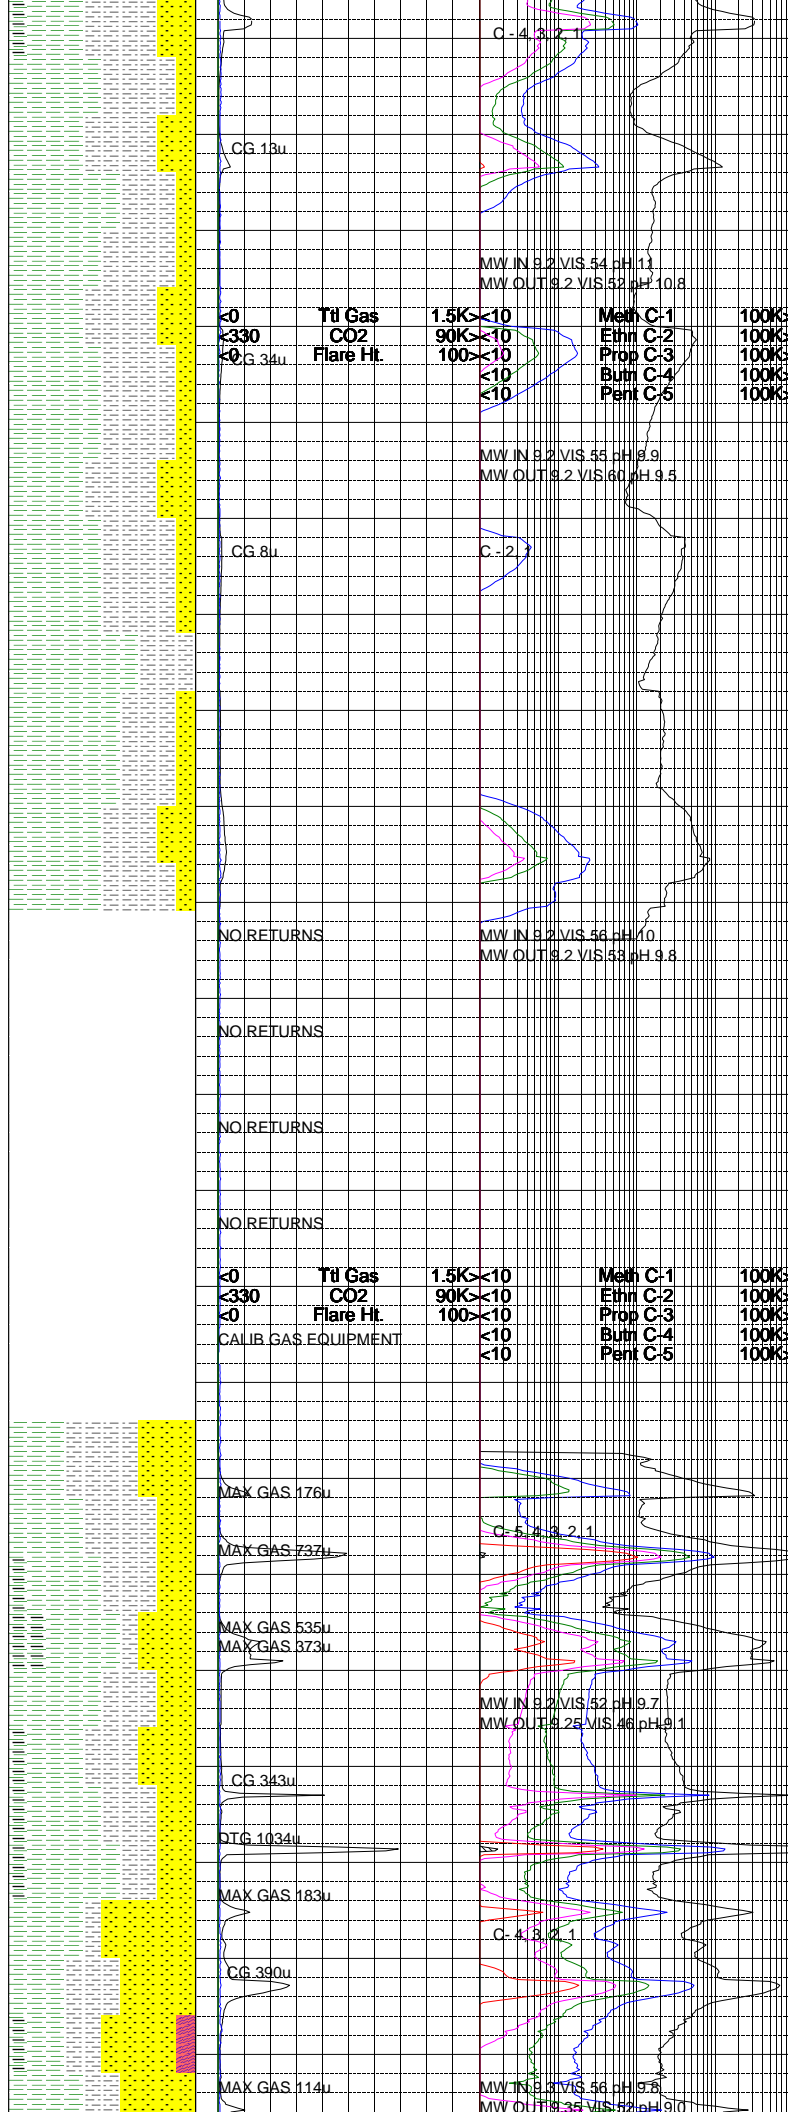 C - 4, 3, 2, 1
CG 13u
MW IN 9.2 VIS 54 pH 11
MW OUT 9.2 VIS 52 pH 10.8
<0 Ttl Gas 1.5K> <10 Meth C-1 100K>
<330 CO2 90K> <10 Ethn C-2 100K>
<0 Flare Ht. 100> <10 Prop C-3 100K>
CG 34u
<10 Butn C-4 100K>
<10 Pent C-5 100K>
MW IN 9.2 VIS 55 pH 9.9
MW OUT 9.2 VIS 60 pH 9.5
CG 8u C - 2, 1
NO RETURNS MW IN 9.2 VIS 56 pH 10
MW OUT 9.2 VIS 53 pH 9.8
NO RETURNS
NO RETURNS
NO RETURNS
<0 Ttl Gas 1.5K> <10 Meth C-1 100K>
<330 CO2 90K> <10 Ethn C-2 100K>
<0 Flare Ht. 100> <10 Prop C-3 100K>
CALIB GAS EQUIPMENT <10 Butn C-4 100K>
<10 Pent C-5 100K>
MAX GAS 176u
C- 5, 4, 3, 2, 1
MAX GAS 737u
MAX GAS 535u
MAX GAS 373u
MW IN 9.2 VIS 52 pH 9.7
MW OUT 9.25 VIS 46 pH 9.1
CG 343u
DTG 1034u
MAX GAS 183u
C- 4, 3, 2, 1
CG 390u
MAX GAS 114u MW IN 9.3 VIS 56 pH 9.8
MW OUT 9.35 VIS 52 pH 9.0